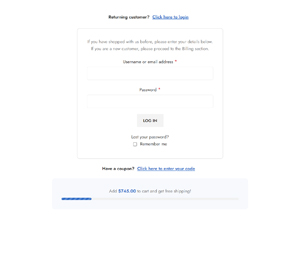 Returning customer? Click here to login
If you have shopped with us before, please enter your details below.
If you are a new customer, please proceed to the Billing section.
Username or email address *
Password *
LOG IN
Lost your password?
Remember me
Have a coupon? Click here to enter your code
Add $745.00 to cart and get free shipping!